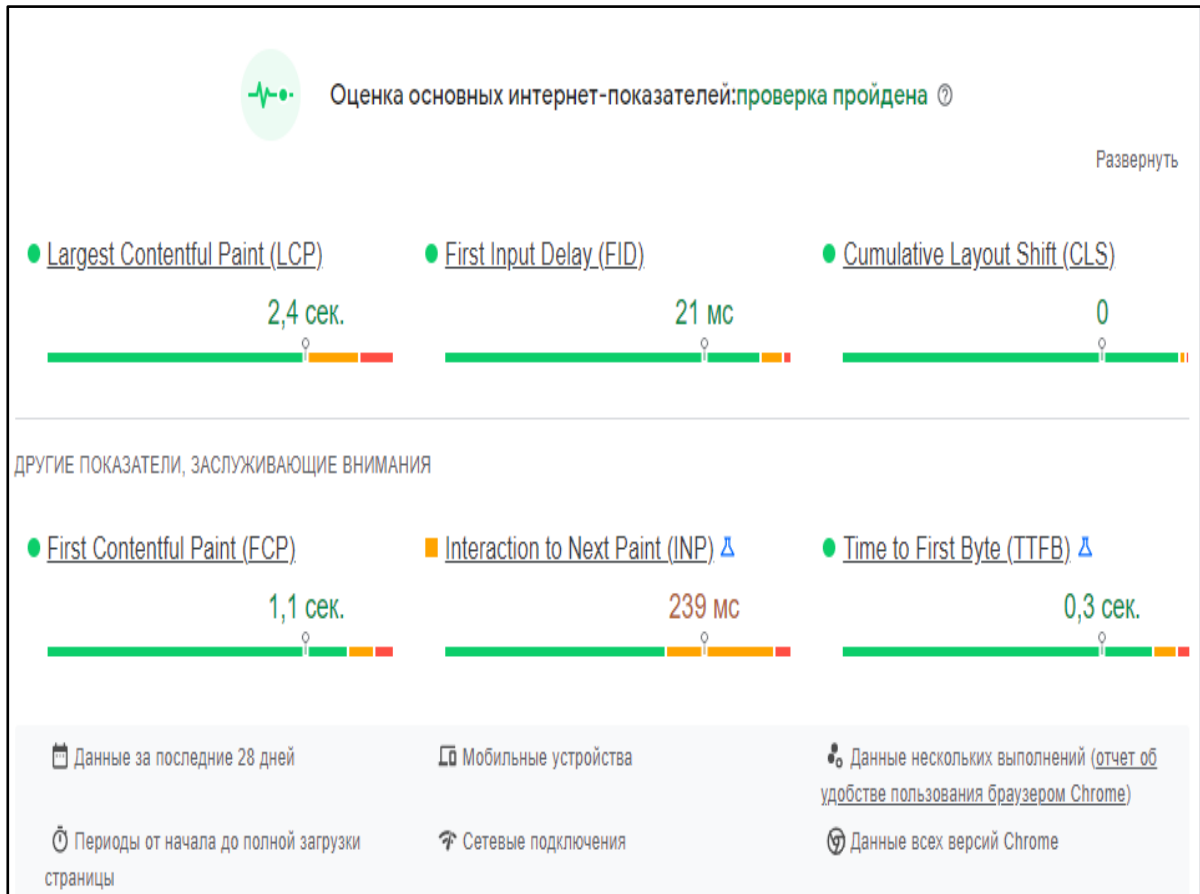 Оценка основных интернет-показателей:проверка пройдена
Развернуть
Largest Contentful Paint (LCP)
2,4 сек.
First Input Delay (FID)
21 мс
Cumulative Layout Shift (CLS)
0
ДРУГИЕ ПОКАЗАТЕЛИ, ЗАСЛУЖИВАЮЩИЕ ВНИМАНИЯ
First Contentful Paint (FCP)
1,1 сек.
Interaction to Next Paint (INP)
239 мс
Time to First Byte (TTFB)
0,3 сек.
Данные за последние 28 дней
Мобильные устройства
Данные нескольких выполнений (отчет об
удобстве пользования браузером Chrome)
Периоды от начала до полной загрузки
страницы
Сетевые подключения
Данные всех версий Chrome